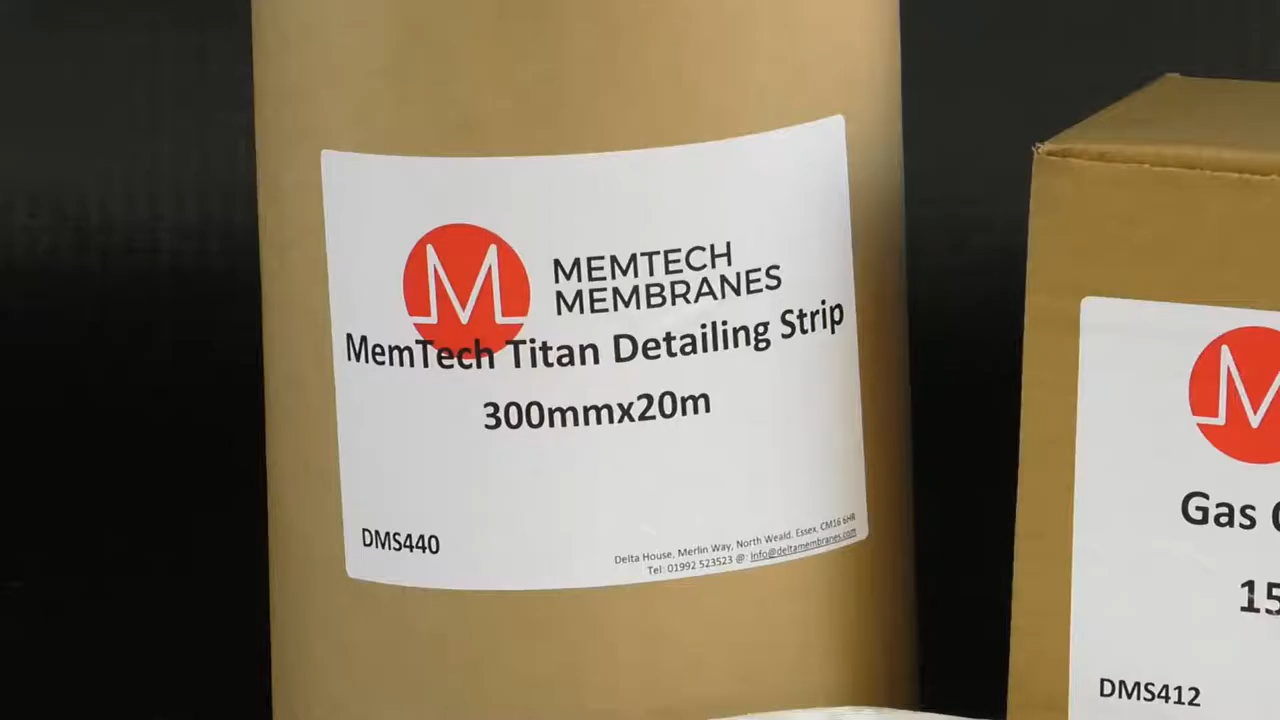 MEMTECH
MEMBRANES
MemTech Titan Detailing Strip
300mmx20m
DMS440
Delta House, Merlin Way, North Weald. Essex, CM16 6HR
Tel: 01992 523523 @: info@deltamembranes.com
Gas
15
DMS412